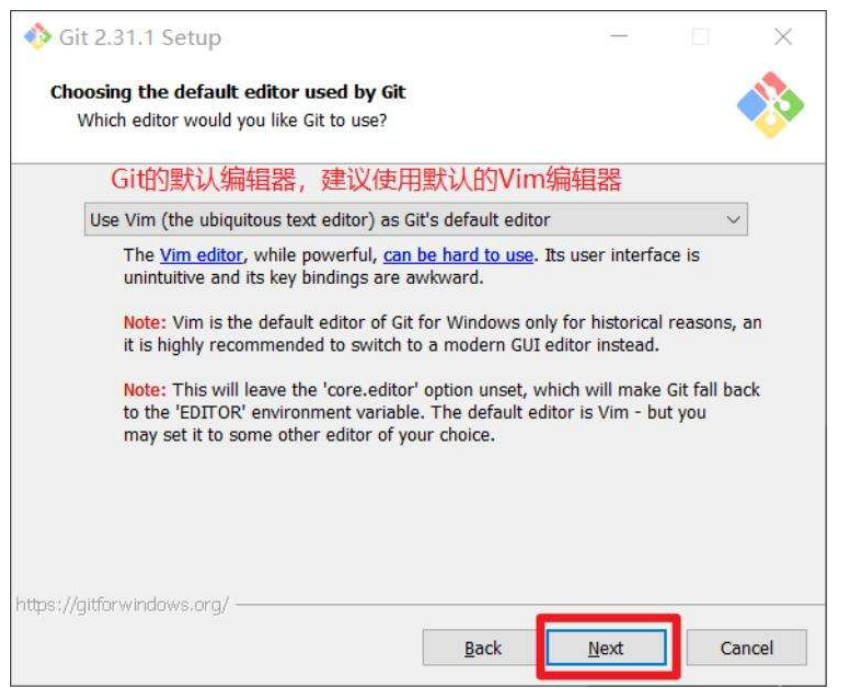 Git 2.31.1 Setup
Choosing the default editor used by Git
Which editor would you like Git to use?
Git的默认编辑器，建议使用默认的Vim编辑器
Use Vim (the ubiquitous text editor) as Git's default editor
The Vim editor, while powerful, can be hard to use. Its user interface is
unintuitive and its key bindings are awkward.
Note: Vim is the default editor of Git for Windows only for historical reasons, an
it is highly recommended to switch to a modern GUI editor instead.
Note: This will leave the 'core.editor' option unset, which will make Git fall back
to the 'EDITOR' environment variable. The default editor is Vim - but you
may set it to some other editor of your choice.
https://gitforwindows.org/
Back Next Cancel